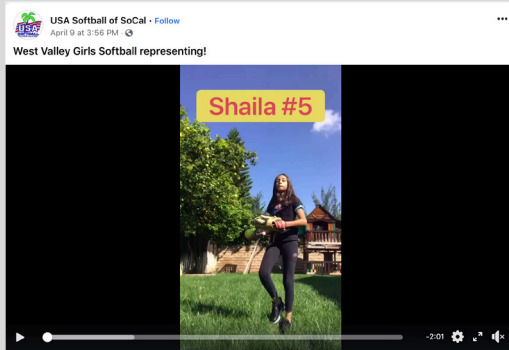 USA Softball of SoCal · Follow
April 9 at 3:56 PM ·
West Valley Girls Softball representing!
Shaila #5
-2:01